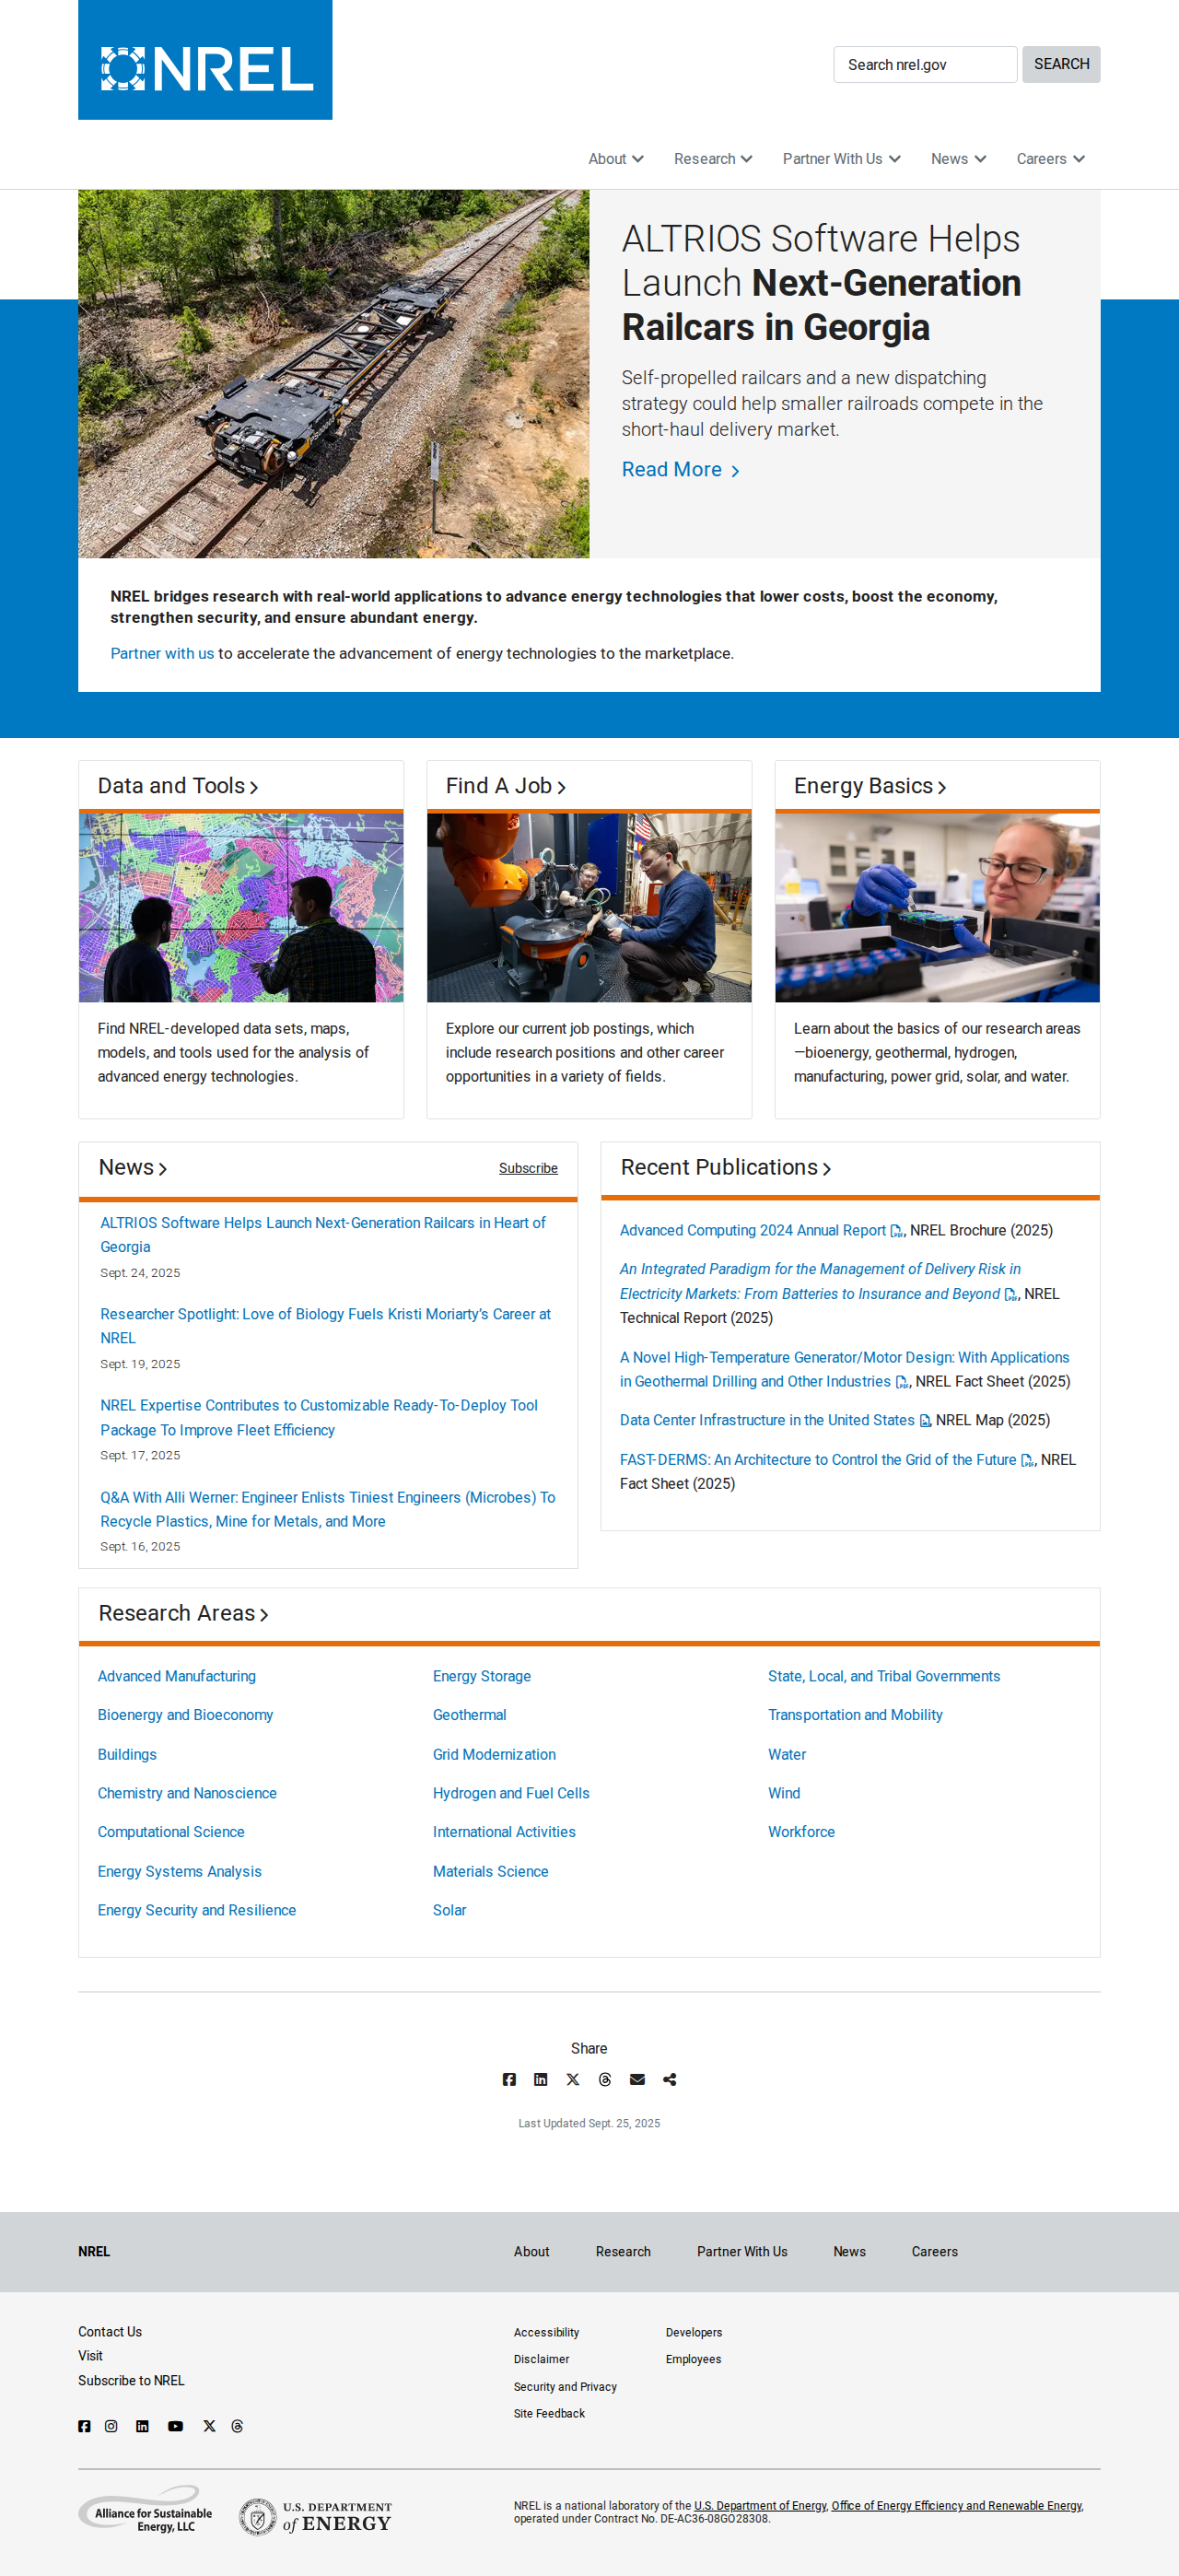 NREL
Search nrel.gov
SEARCH
About
Research
Partner With Us
News
Careers
ALTRIOS Software Helps
Launch Next-Generation
Railcars in Georgia
Self-propelled railcars and a new dispatching
strategy could help smaller railroads compete in the
short-haul delivery market.
Read More
NREL bridges research with real-world applications to advance energy technologies that lower costs, boost the economy,
strengthen security, and ensure abundant energy.
Partner with us to accelerate the advancement of energy technologies to the marketplace.
Data and Tools
Find NREL-developed data sets, maps,
models, and tools used for the analysis of
advanced energy technologies.
Find A Job
Explore our current job postings, which
include research positions and other career
opportunities in a variety of fields.
Energy Basics
Learn about the basics of our research areas
—bioenergy, geothermal, hydrogen,
manufacturing, power grid, solar, and water.
News
Subscribe
ALTRIOS Software Helps Launch Next-Generation Railcars in Heart of
Georgia
Sept. 24, 2025
Researcher Spotlight: Love of Biology Fuels Kristi Moriarty’s Career at
NREL
Sept. 19, 2025
NREL Expertise Contributes to Customizable Ready-To-Deploy Tool
Package To Improve Fleet Efficiency
Sept. 17, 2025
Q&A With Alli Werner: Engineer Enlists Tiniest Engineers (Microbes) To
Recycle Plastics, Mine for Metals, and More
Sept. 16, 2025
Recent Publications
Advanced Computing 2024 Annual Report , NREL Brochure (2025)
An Integrated Paradigm for the Management of Delivery Risk in
Electricity Markets: From Batteries to Insurance and Beyond , NREL
Technical Report (2025)
A Novel High-Temperature Generator/Motor Design: With Applications
in Geothermal Drilling and Other Industries , NREL Fact Sheet (2025)
Data Center Infrastructure in the United States , NREL Map (2025)
FAST-DERMS: An Architecture to Control the Grid of the Future , NREL
Fact Sheet (2025)
Research Areas
Advanced Manufacturing
Bioenergy and Bioeconomy
Buildings
Chemistry and Nanoscience
Computational Science
Energy Systems Analysis
Energy Security and Resilience
Energy Storage
Geothermal
Grid Modernization
Hydrogen and Fuel Cells
International Activities
Materials Science
Solar
State, Local, and Tribal Governments
Transportation and Mobility
Water
Wind
Workforce
Share
Last Updated Sept. 25, 2025
NREL
About
Research
Partner With Us
News
Careers
Contact Us
Visit
Subscribe to NREL
Accessibility
Disclaimer
Security and Privacy
Site Feedback
Developers
Employees
Alliance for Sustainable
Energy, LLC
U.S. DEPARTMENT
of ENERGY
NREL is a national laboratory of the U.S. Department of Energy, Office of Energy Efficiency and Renewable Energy,
operated under Contract No. DE-AC36-08GO28308.